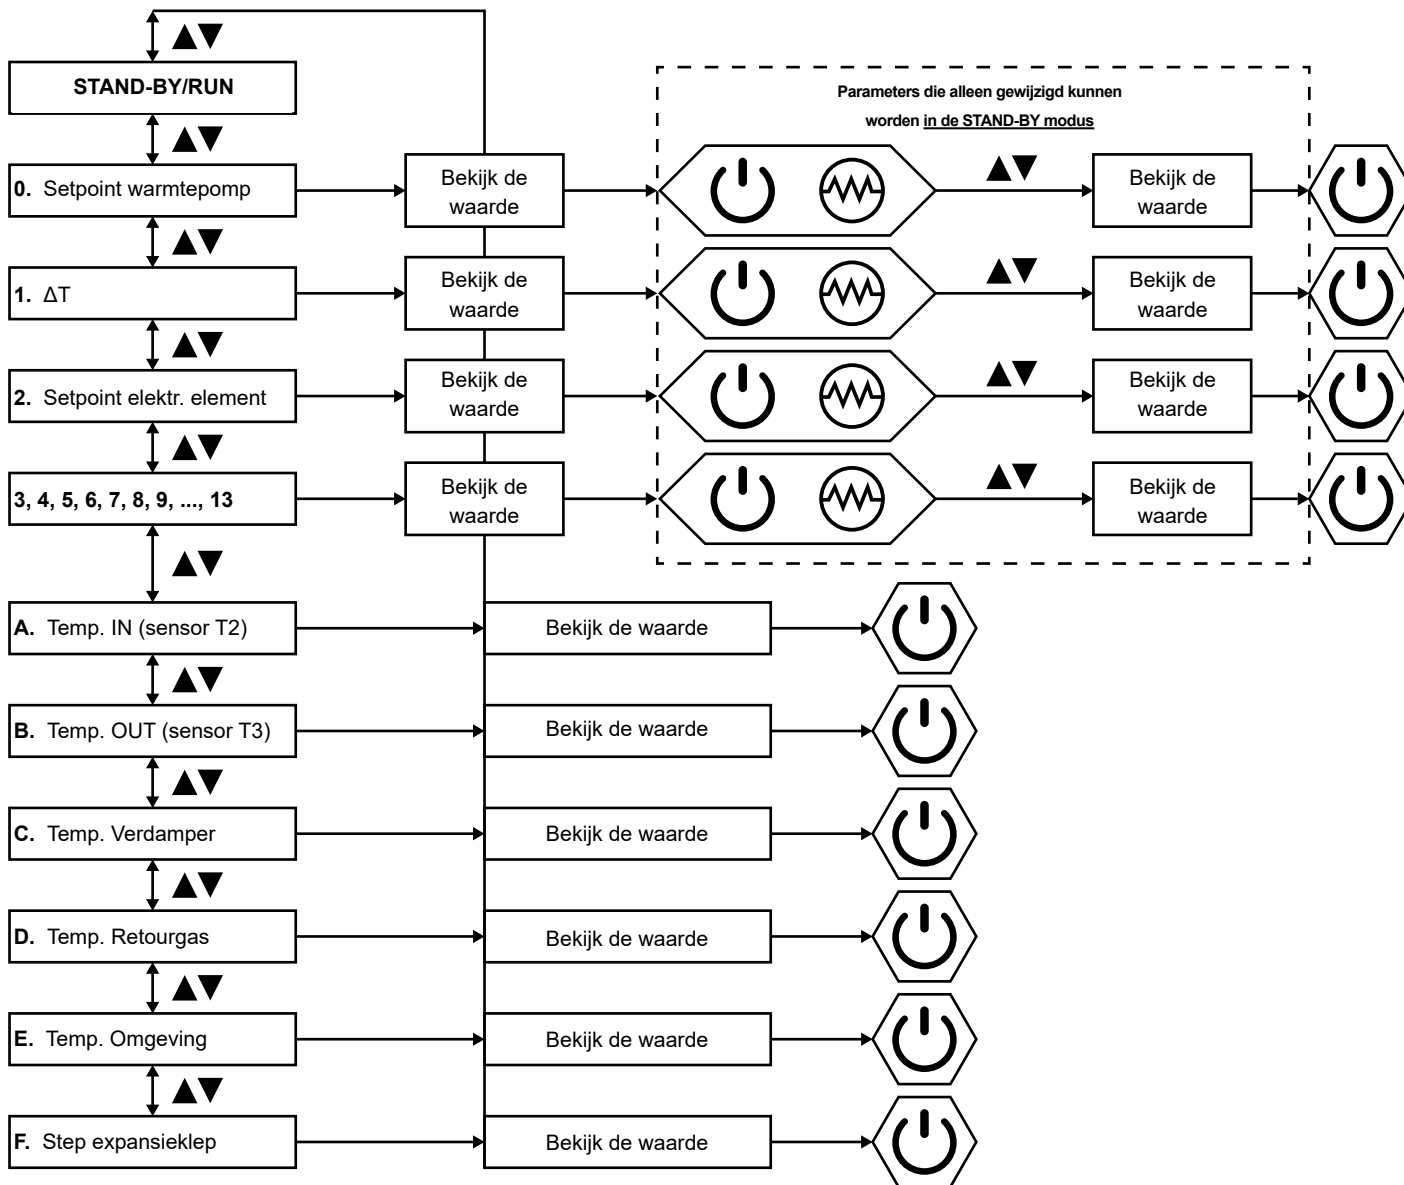 STAND-BY/RUN
Parameters die alleen gewijzigd kunnen
worden in de STAND-BY modus
0. Setpoint warmtepomp
Bekijk de
waarde
Bekijk de
waarde
1. ΔT
Bekijk de
waarde
Bekijk de
waarde
2. Setpoint elektr. element
Bekijk de
waarde
Bekijk de
waarde
3, 4, 5, 6, 7, 8, 9, ..., 13
Bekijk de
waarde
Bekijk de
waarde
A. Temp. IN (sensor T2)
Bekijk de waarde
B. Temp. OUT (sensor T3)
Bekijk de waarde
C. Temp. Verdamper
Bekijk de waarde
D. Temp. Retourgas
Bekijk de waarde
E. Temp. Omgeving
Bekijk de waarde
F. Step expansieklep
Bekijk de waarde